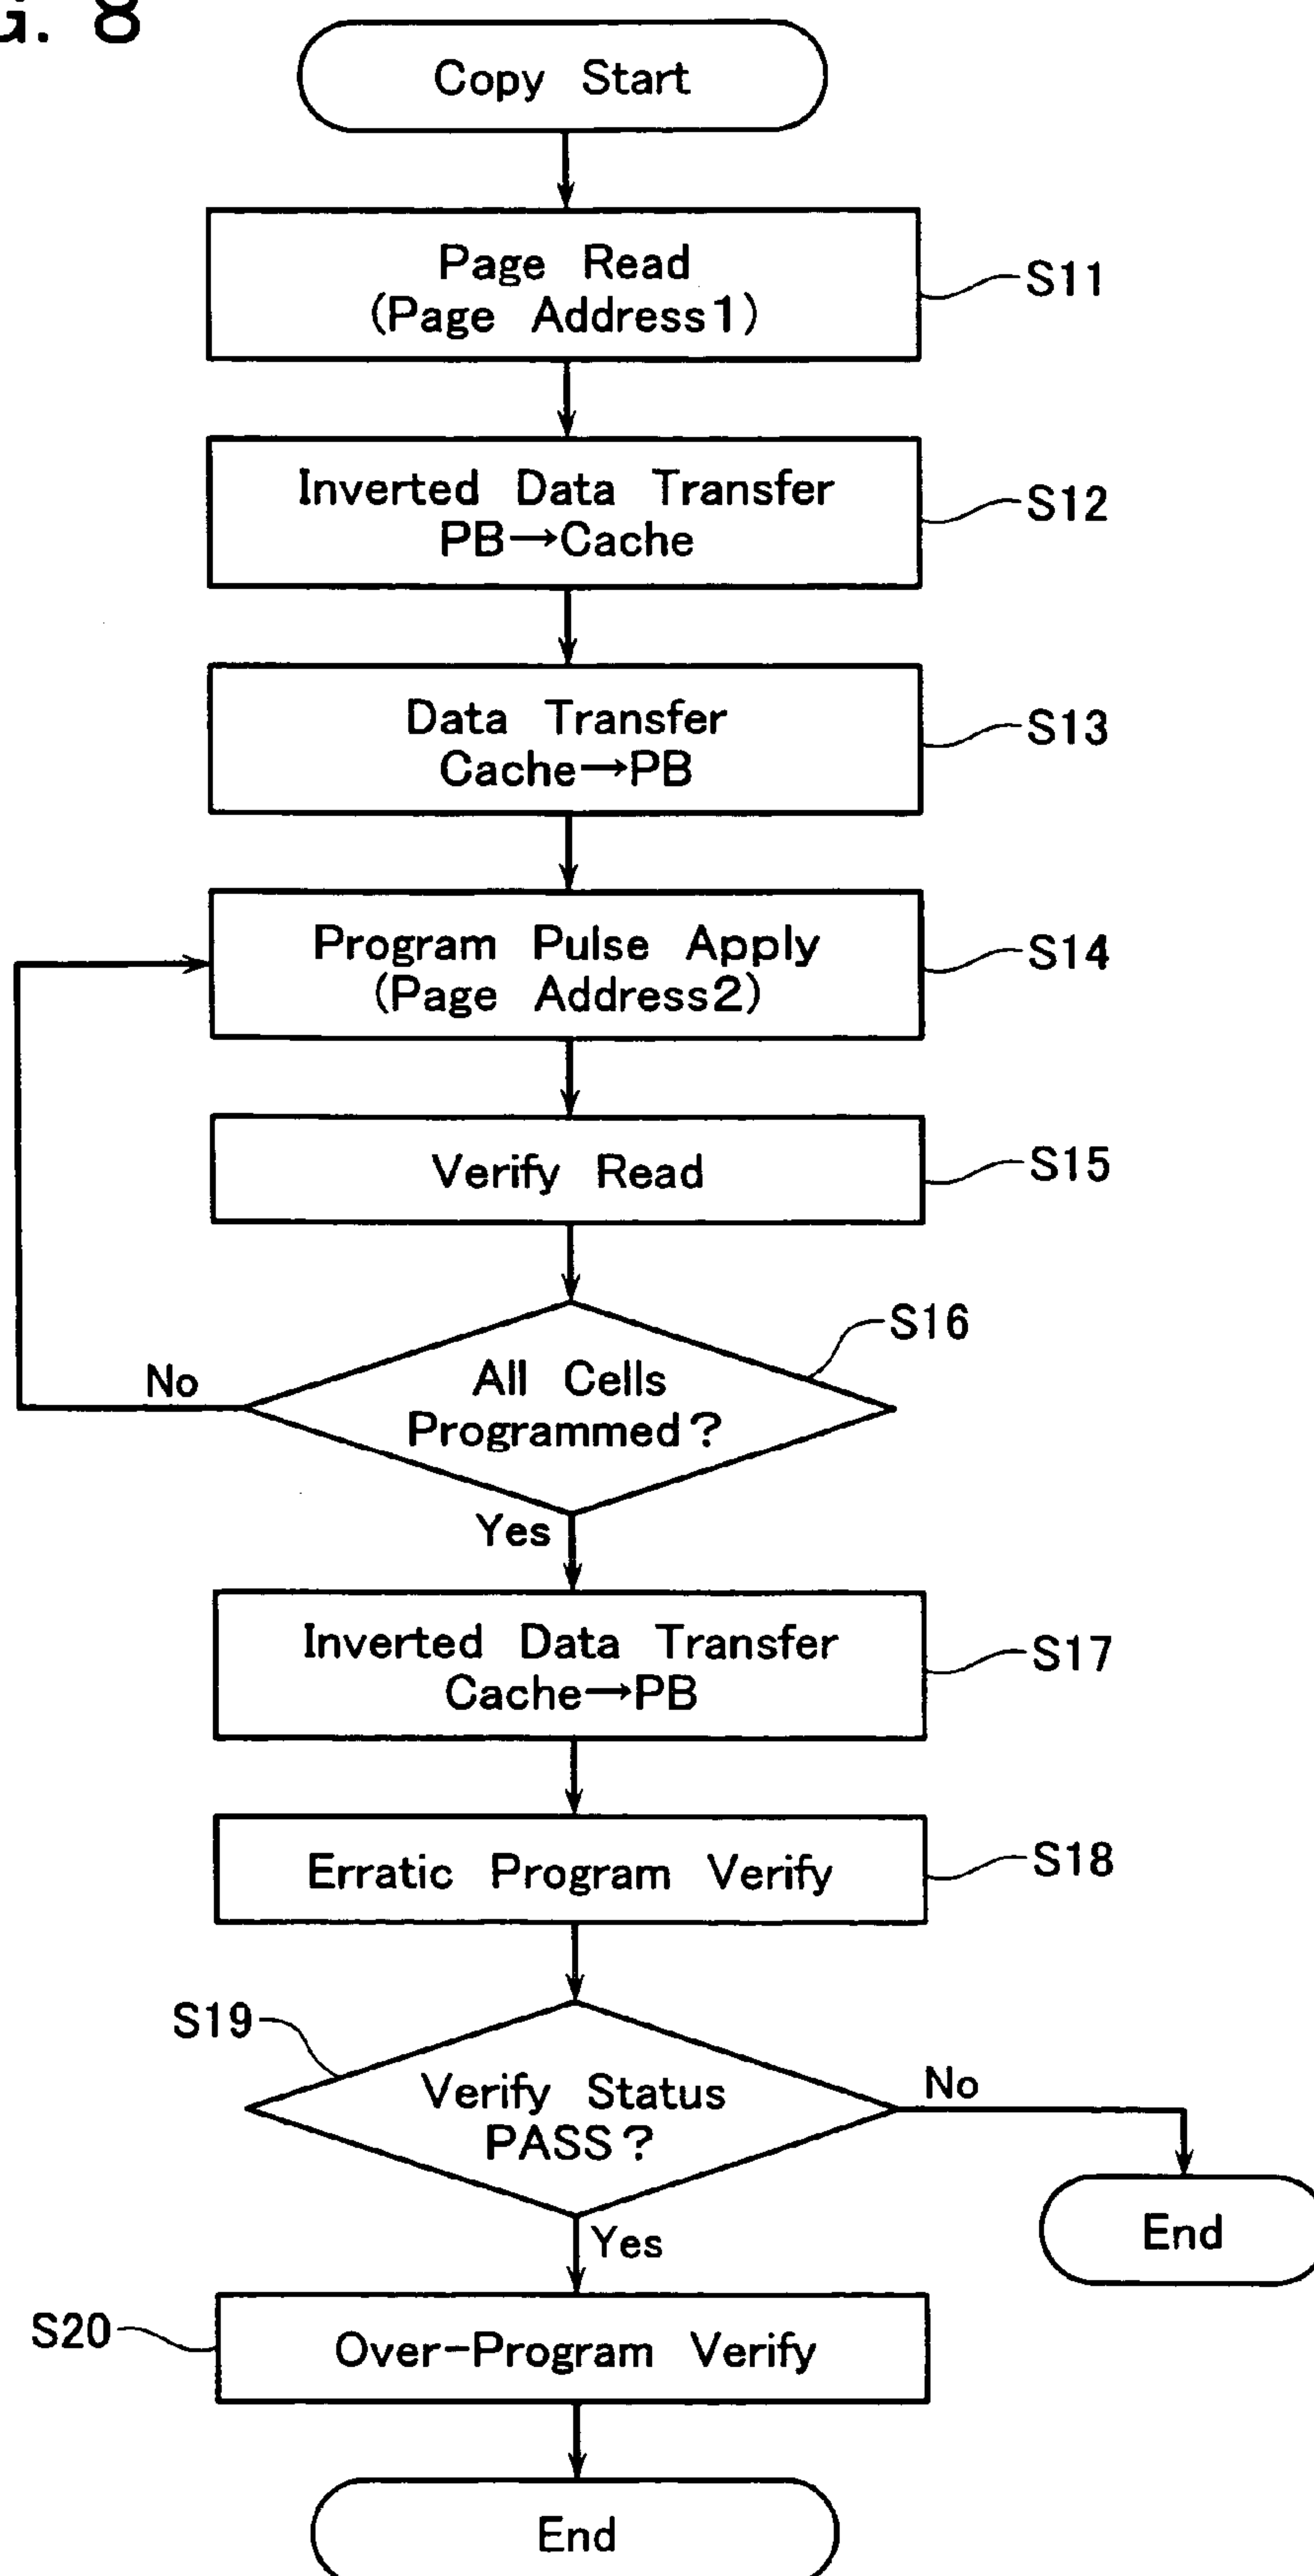 G. 8
Copy Start
Page Read
(Page Address1)
S11
Inverted Data Transfer
PB→Cache
S12
Data Transfer
Cache→PB
S13
Program Pulse Apply
(Page Address2)
S14
Verify Read
S15
S16
All Cells
Programmed?
No
Yes
Inverted Data Transfer
Cache→PB
S17
Erratic Program Verify
S18
S19
Verify Status
PASS?
No
End
Yes
S20
Over-Program Verify
End